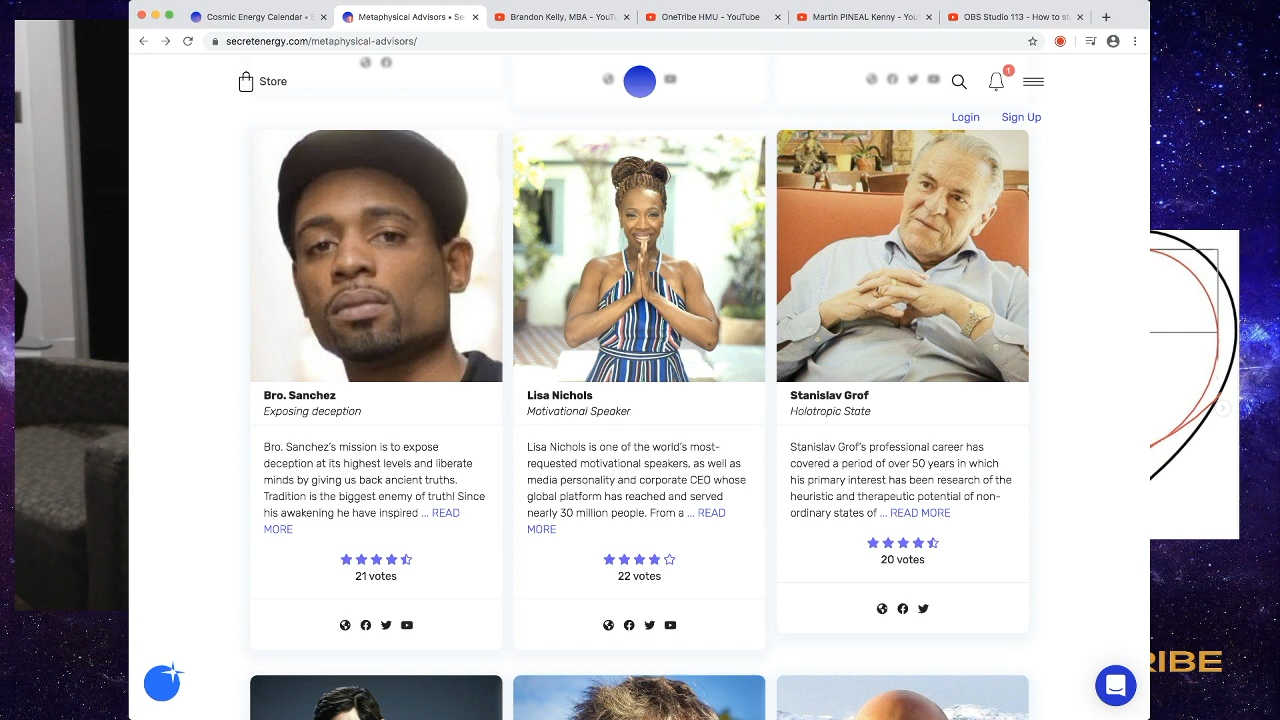 Cosmic Energy Calendar • S
Metaphysical Advisors • Se
Brandon Kelly,MBA - YouTu
OneTribe HMU - YouTube
Martin PINEAL Kenny - You
OBS Studio 113 - How to st
secretenergy.com/metaphysical-advisors/
Store
1
Login
Sign Up
Bro. Sanchez
Exposing deception
Bro. Sanchez's mission is to expose
deception at its highest levels and liberate
minds by giving us back ancient truths.
Tradition is the biggest enemy of truth! Since
his awakening he have inspired ... READ
MORE
21 votes
Lisa Nichols
Motivational Speaker
Lisa Nichols is one of the world's most-
requested motivational speakers, as well as
media personality and corporate CEO whose
global platform has reached and served
nearly 30 million people. From a ... READ
MORE
22 votes
Stanislav Grof
Holotropic State
Stanislav Grof's professional career has
covered a period of over 50 years in which
his primary interest has been research of the
heuristic and therapeutic potential of non-
ordinary states of ... READ MORE
20 votes
RIBE